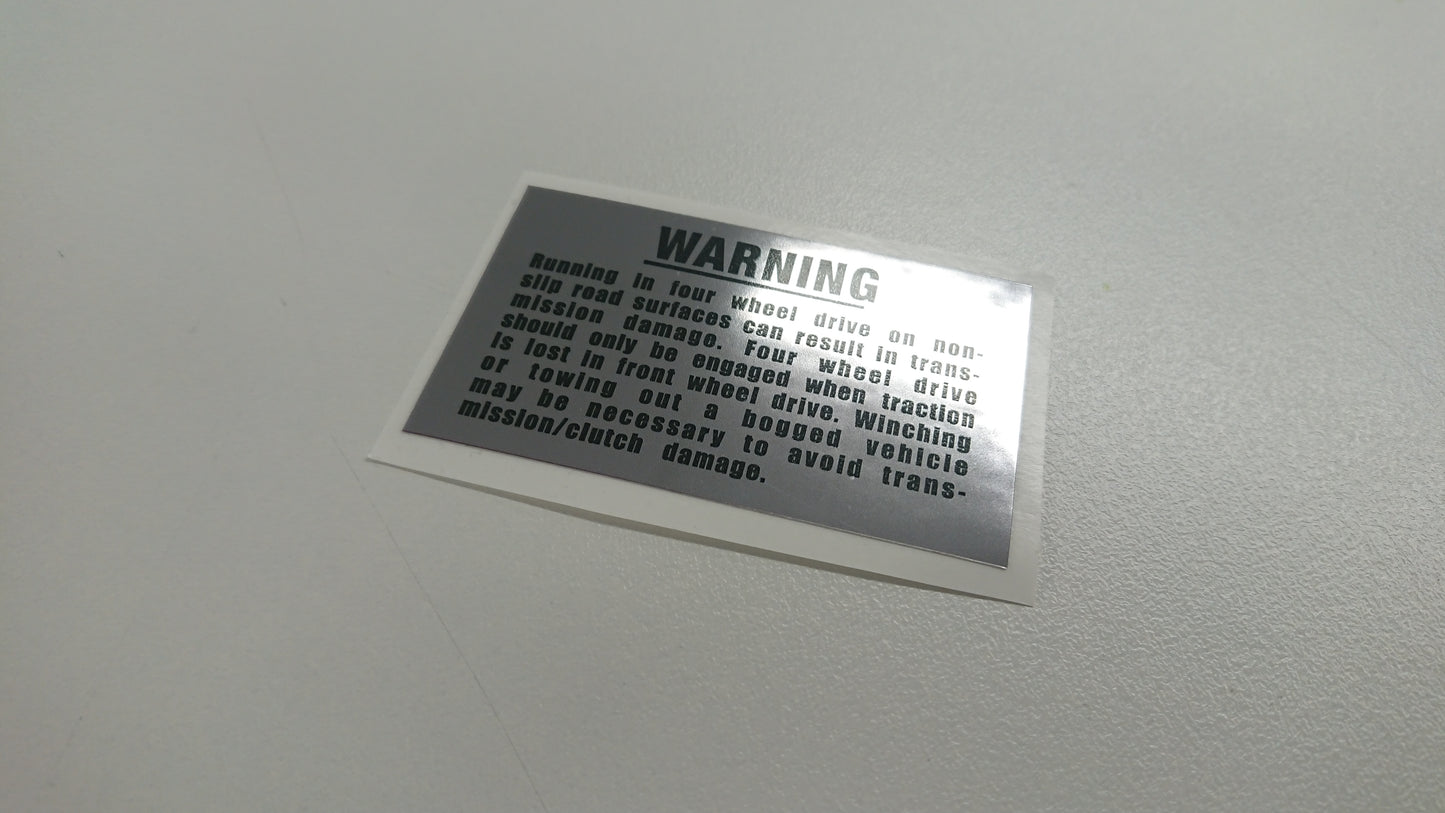 WARNING
Running in four wheel drive on non-
slip road surfaces can result in trans-
mission damage. Four wheel drive
should only be engaged when traction
is lost in front wheel drive. Winching
or towing out a bogged vehicle
may be necessary to avoid trans-
mission/clutch damage.